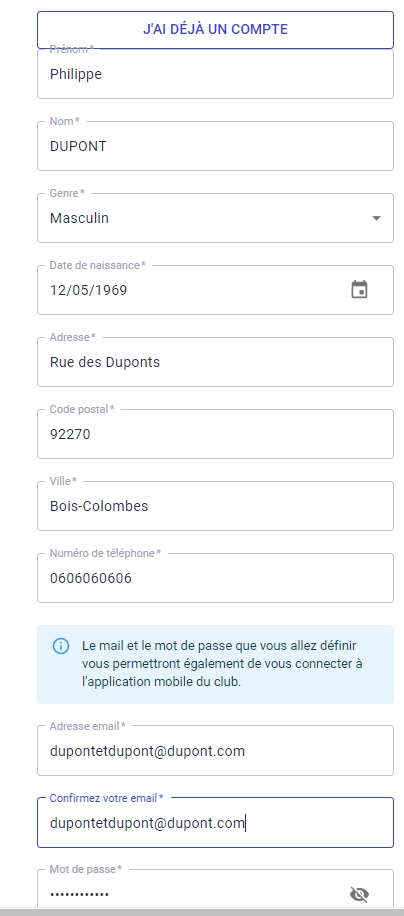 J'AI DÉJÀ UN COMPTE
Prénom *
Philippe
Nom *
DUPONT
Genre *
Masculin
Date de naissance *
12/05/1969
Adresse *
Rue des Duponts
Code postal *
92270
Ville *
Bois-Colombes
Numéro de téléphone *
0606060606
Le mail et le mot de passe que vous allez définir
vous permettront également de vous connecter à
l'application mobile du club.
Adresse email *
dupontetdupont@dupont.com
Confirmez votre email *
dupontetdupont@dupont.com
Mot de passe *
••••••••••••